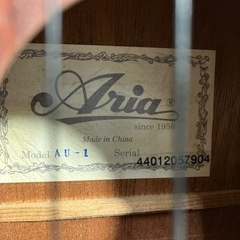 Aria ®
since 1956
Made in China
Model AU-1 Serial 44012057904